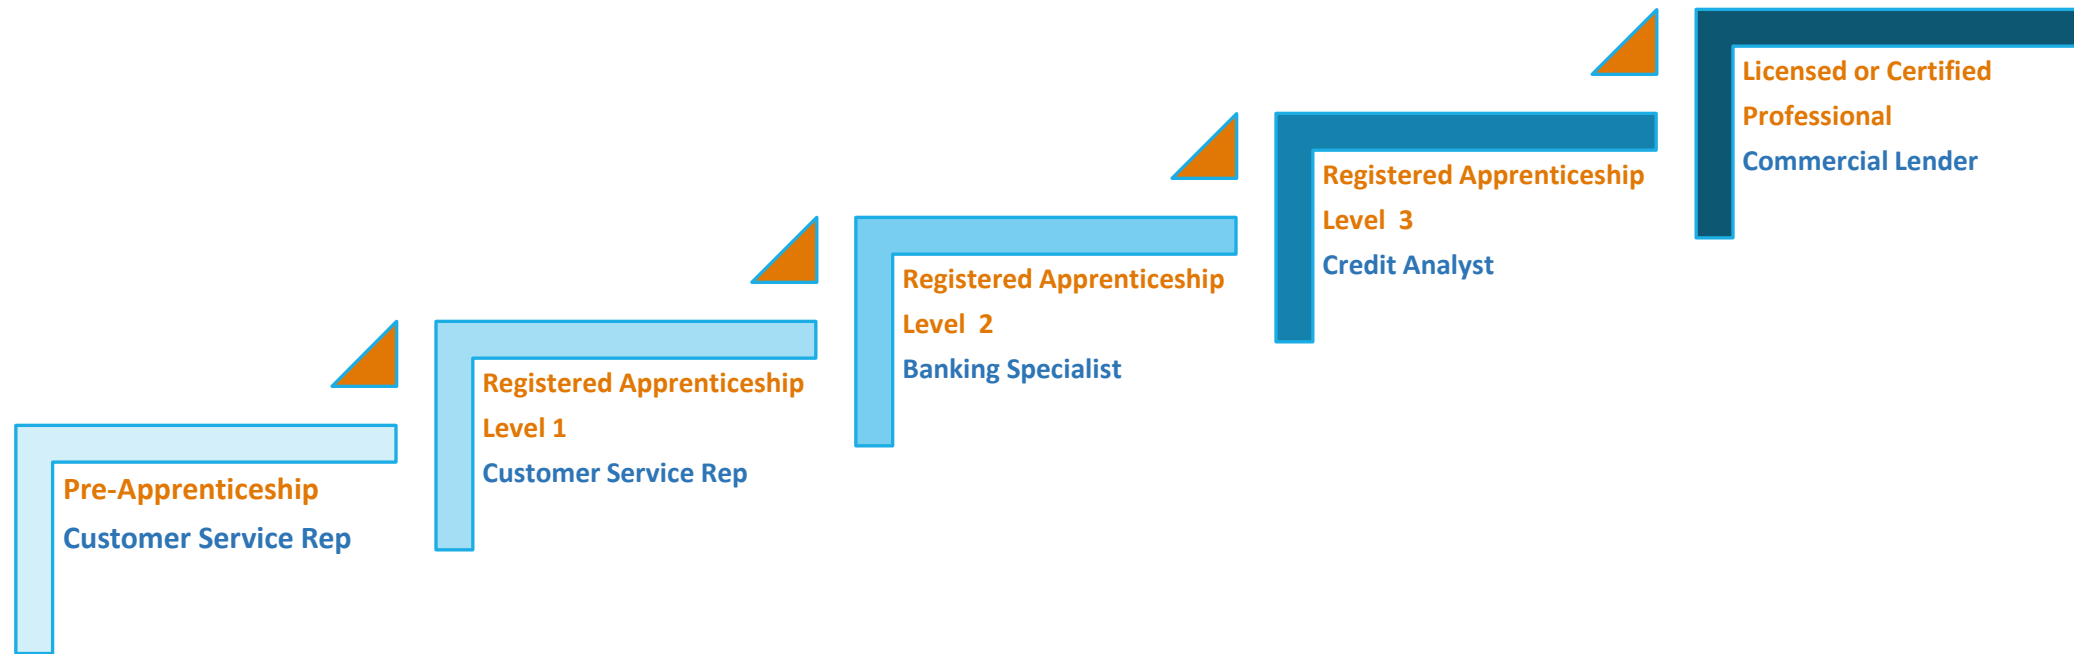 Pre-Apprenticeship
Customer Service Rep
Registered Apprenticeship
Level 1
Customer Service Rep
Registered Apprenticeship
Level  2
Banking Specialist
Registered Apprenticeship
Level  3
Credit Analyst
Licensed or Certified
Professional
Commercial Lender